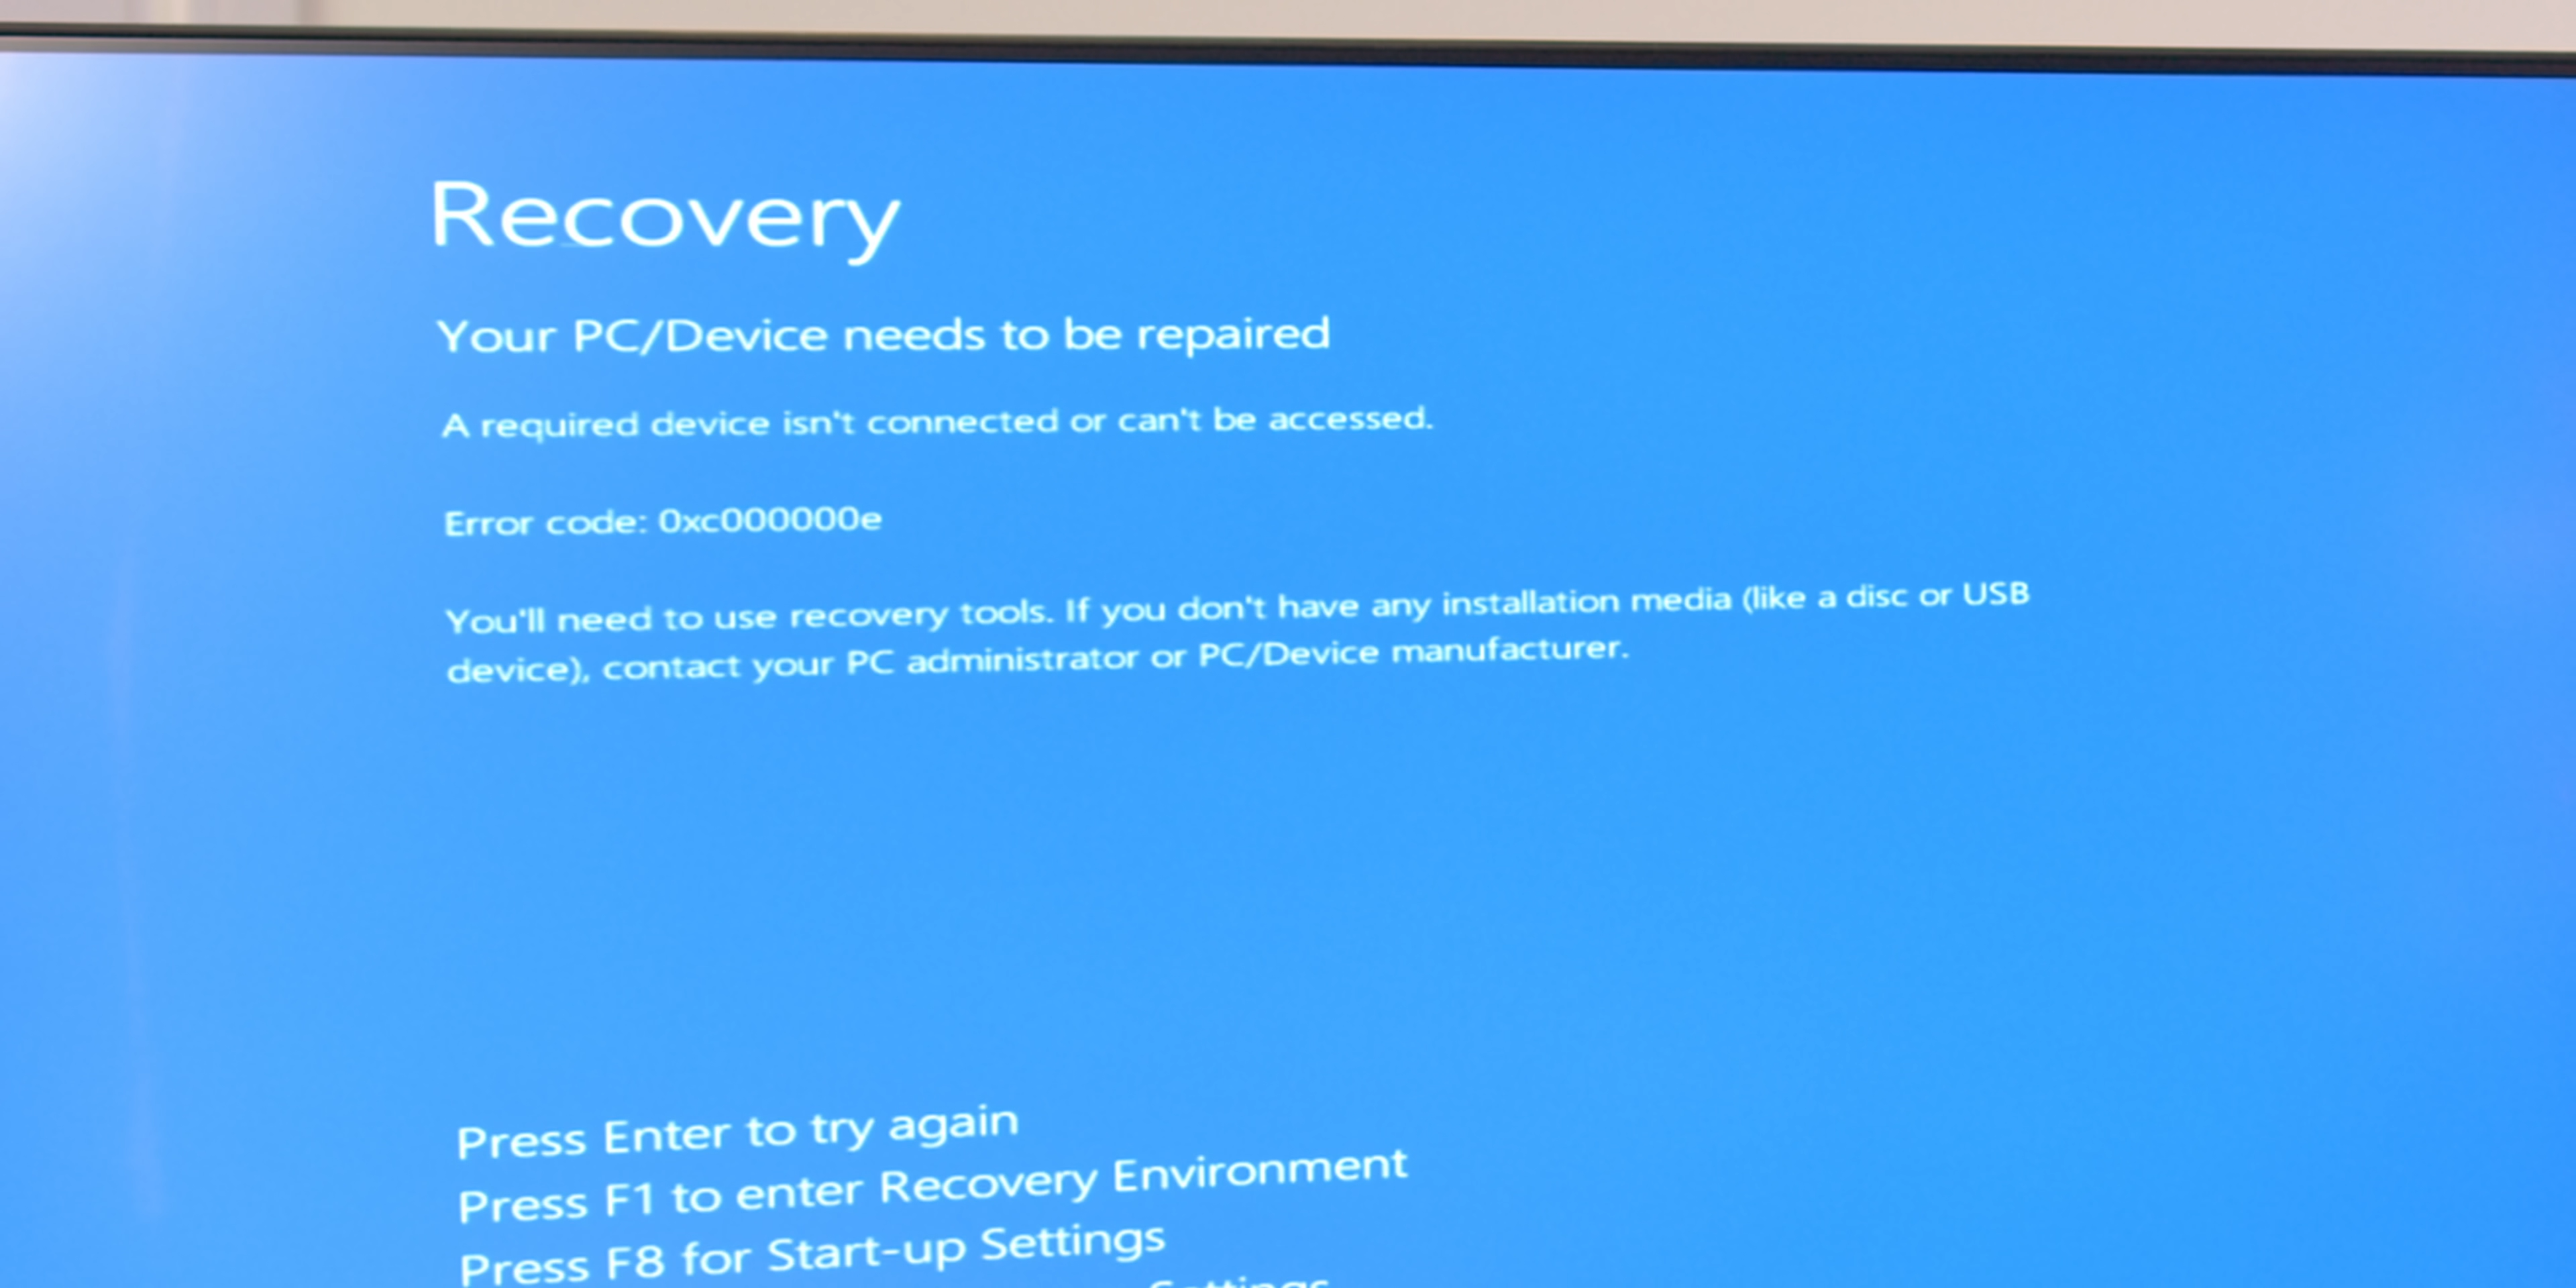 Recovery
Your PC/Device needs to be repaired
A required device isn't connected or can't be accessed.
Error code: 0xc000000e
You'll need to use recovery tools. If you don't have any installation media (like a disc or USB
device), contact your PC administrator or PC/Device manufacturer.
Press Enter to try again
Press F1 to enter Recovery Environment
Press F8 for Start-up Settings
Settings